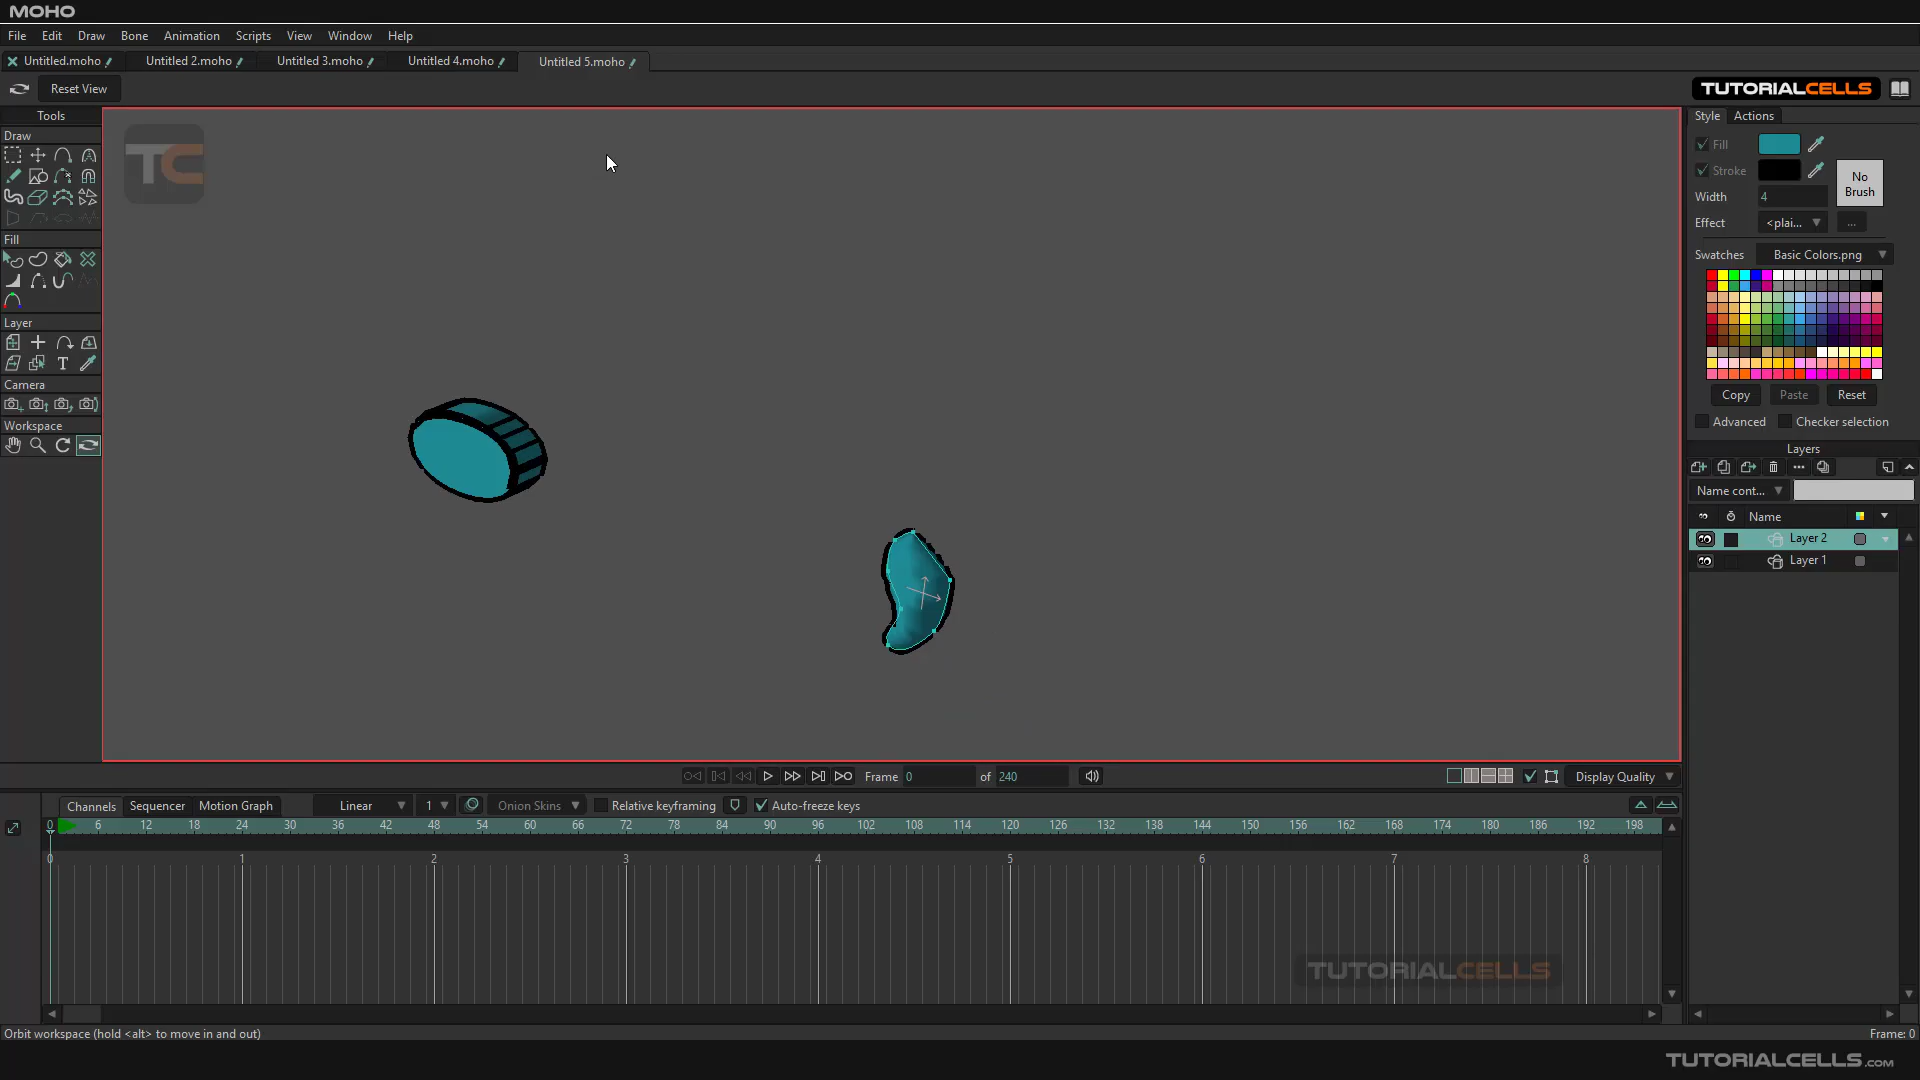 MOHO
File Edit Draw Bone Animation Scripts View Window Help
Untitled.moho Untitled 2.moho Untitled 3.moho Untitled 4.moho Untitled 5.moho
Reset View
TUTORIALCELLS
Tools
Style Actions
Draw
TC
Fill
Stroke
No Brush
Width 4
Effect <plai... ...
Fill
Swatches Basic Colors.png
Layer
Camera
Copy Paste Reset
Workspace
Advanced Checker selection
Layers
Name cont...
Name
Layer 2
Layer 1
Frame 0 of 240 Display Quality
Channels Sequencer Motion Graph Linear 1 Onion Skins Relative keyframing Auto-freeze keys
0 6 12 18 24 30 36 42 48 54 60 66 72 78 84 90 96 102 108 114 120 126 132 138 144 150 156 162 168 174 180 186 192 198
0 1 2 3 4 5 6 7 8
TUTORIALCELLS
Orbit workspace (hold <alt> to move in and out) Frame: 0
TUTORIALCELLS.COM